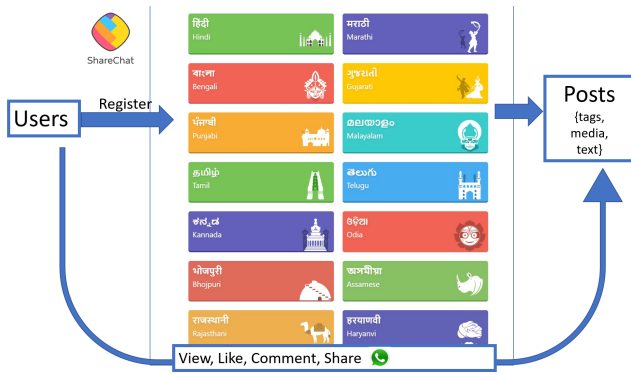 ShareChat
Users
Register
हिंदी
Hindi
मराठी
Marathi
বাংলা
Bengali
ગુજરાતી
Gujarati
ਪੰਜਾਬੀ
Punjabi
മലയാളം
Malayalam
தமிழ்
Tamil
తెలుగు
Telugu
ಕನ್ನಡ
Kannada
ଓଡ଼ିଆ
Odia
भोजपुरी
Bhojpuri
অসমীয়া
Assamese
राजस्थानी
Rajasthani
हरयाणवी
Haryanvi
Posts
{tags,
media,
text}
View, Like, Comment, Share